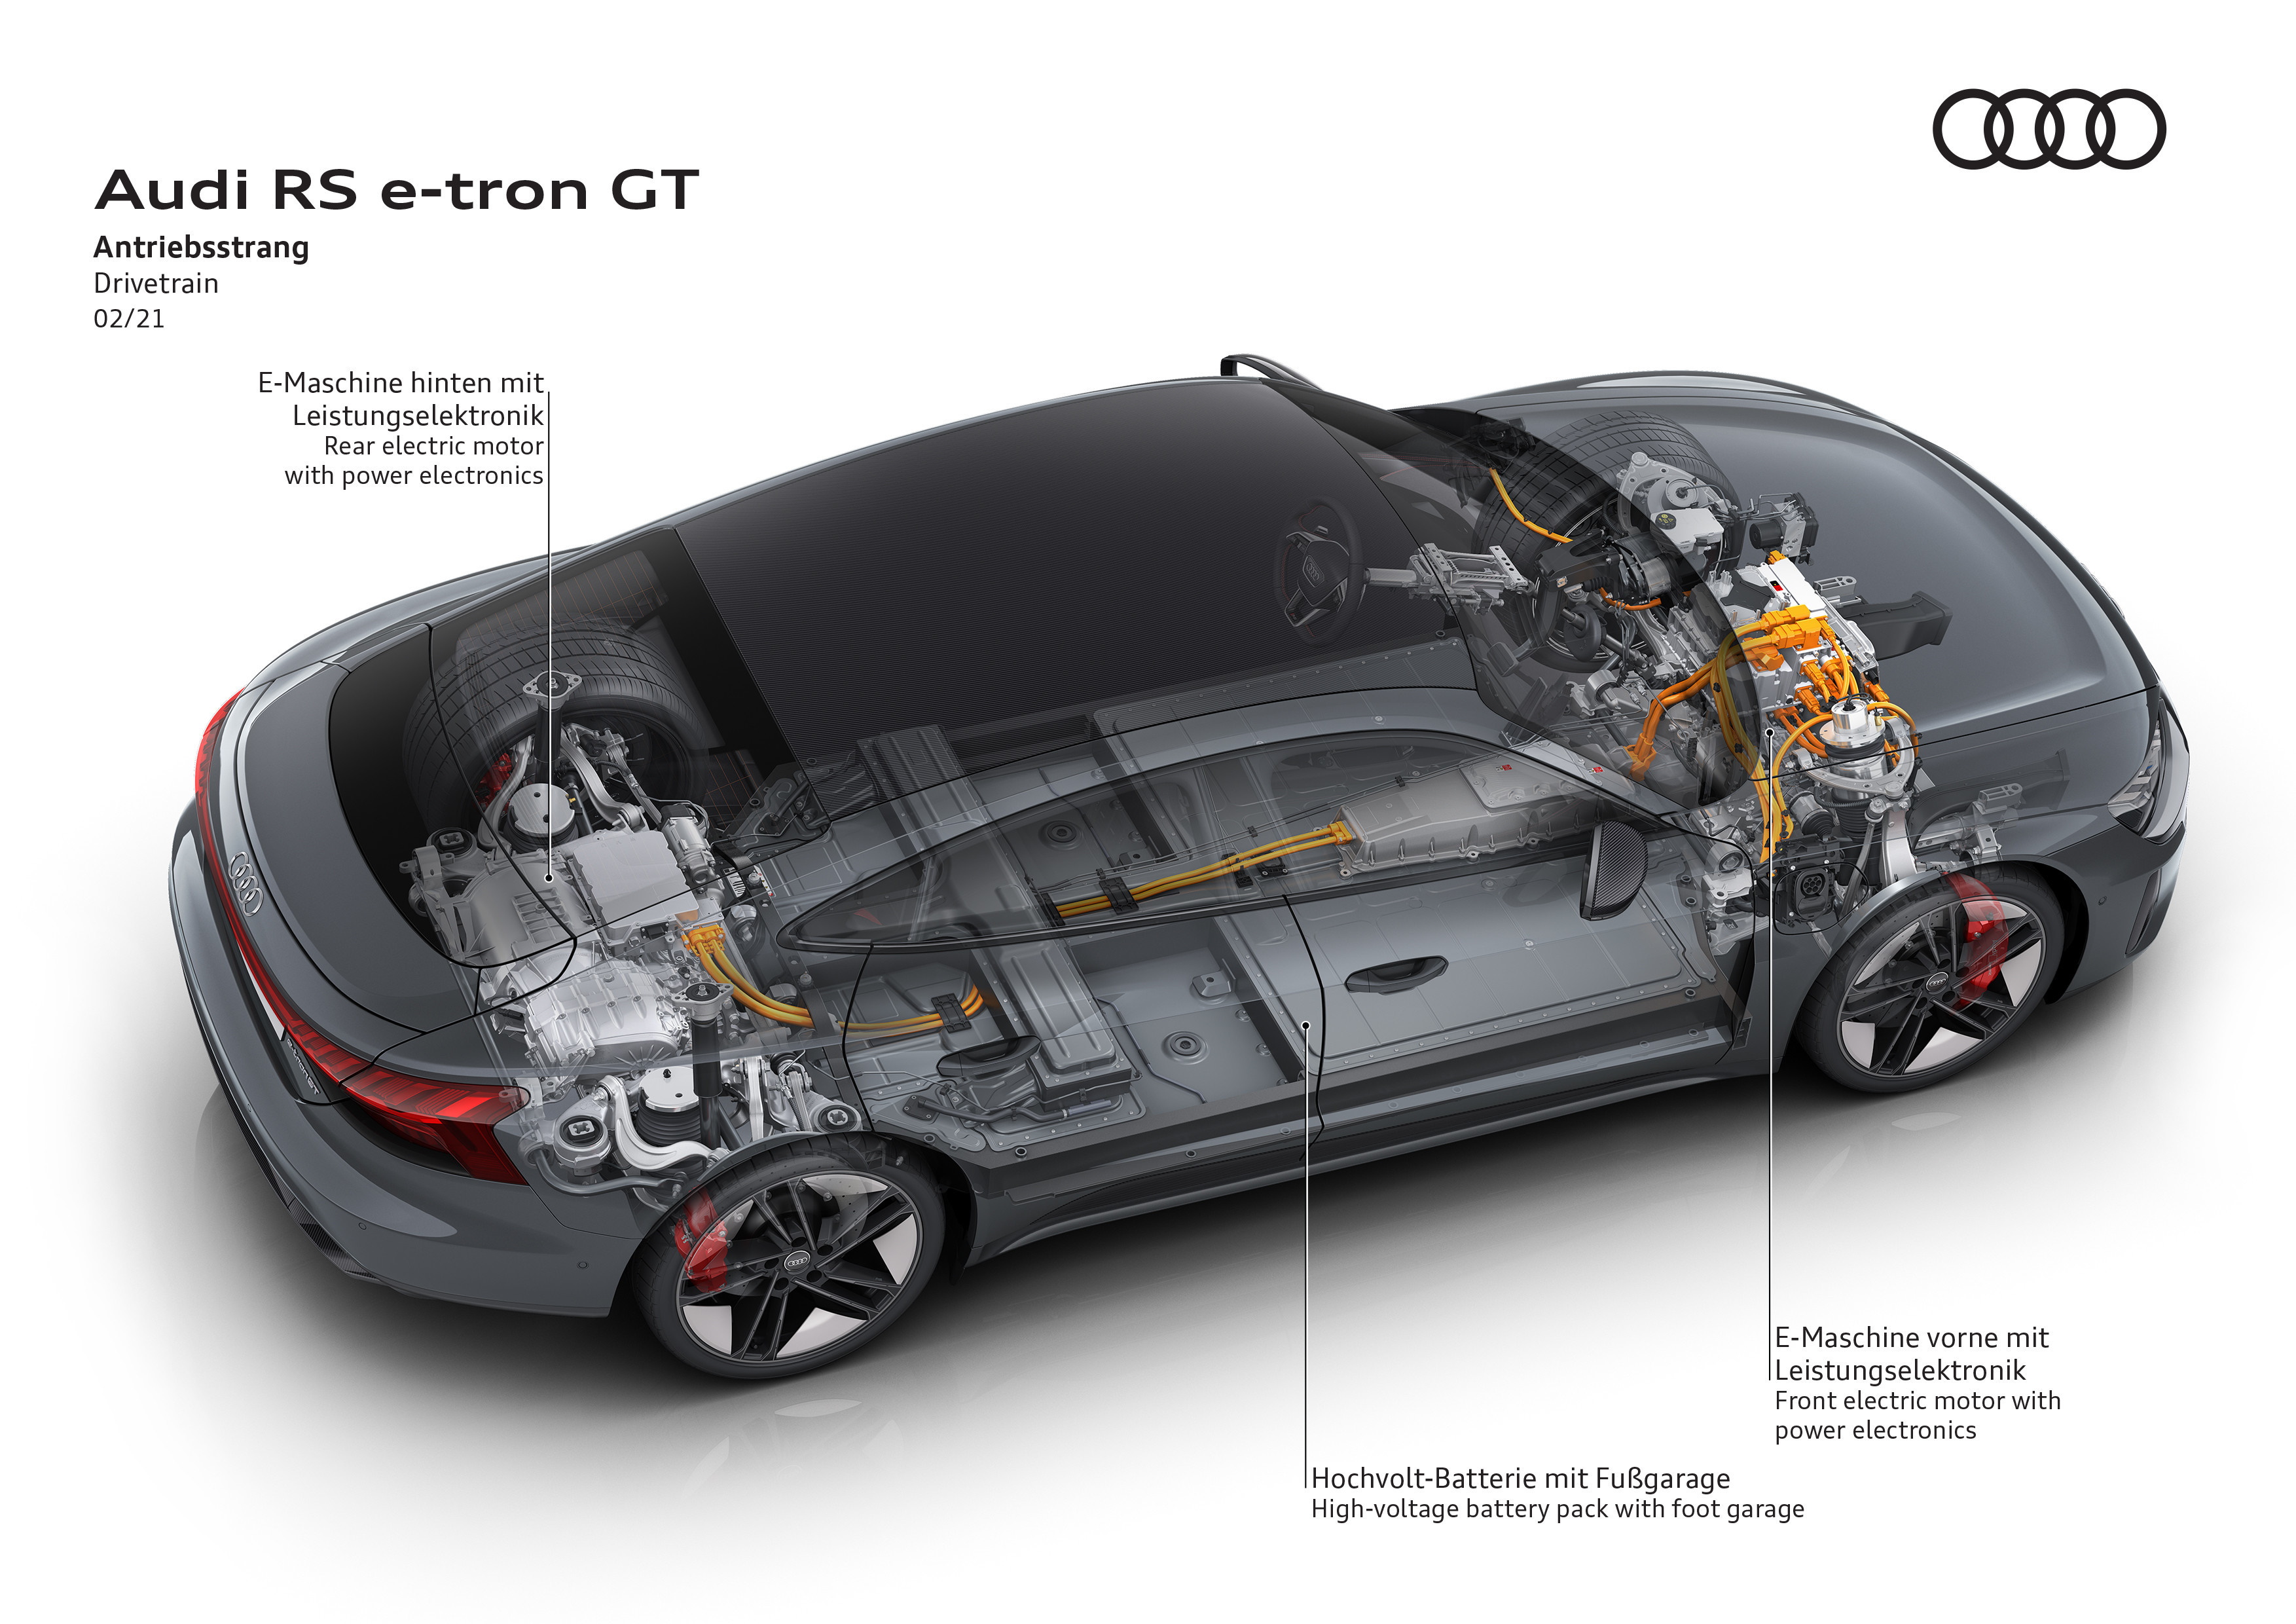 Audi RS e-tron GT
Antriebsstrang
Drivetrain
02/21
E-Maschine hinten mit
Leistungselektronik
Rear electric motor
with power electronics
E-Maschine vorne mit
Leistungselektronik
Front electric motor with
power electronics
Hochvolt-Batterie mit Fußgarage
High-voltage battery pack with foot garage